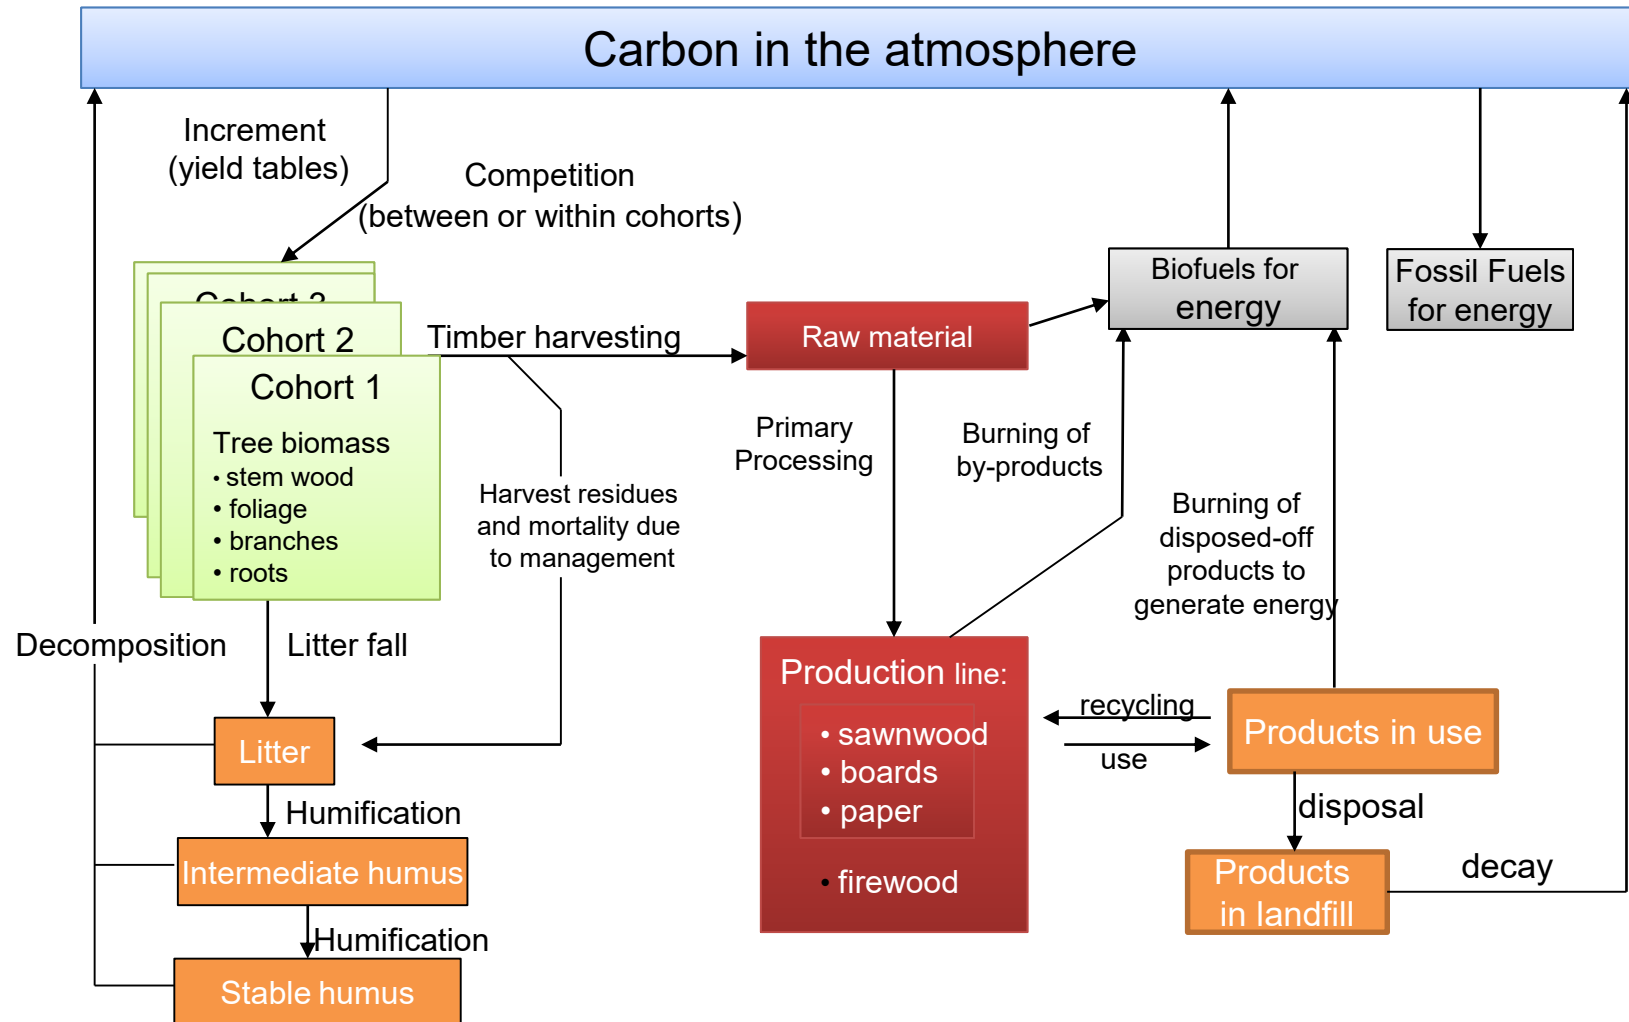 Carbon in the atmosphere
Increment
(yield tables)
Competition
(between or within cohorts)
Cohort 3
Cohort 2
Cohort 1
Tree biomass
• stem wood
• foliage
• branches
• roots
Timber harvesting
Raw material
Biofuels for
energy
Fossil Fuels
for energy
Primary
Processing
Burning of
by-products
Harvest residues
and mortality due
to management
Burning of
disposed-off
products to
generate energy
Decomposition
Litter fall
Litter
Humification
Intermediate humus
Humification
Stable humus
Production line:
• sawnwood
• boards
• paper
• firewood
recycling
use
Products in use
disposal
Products
in landfill
decay